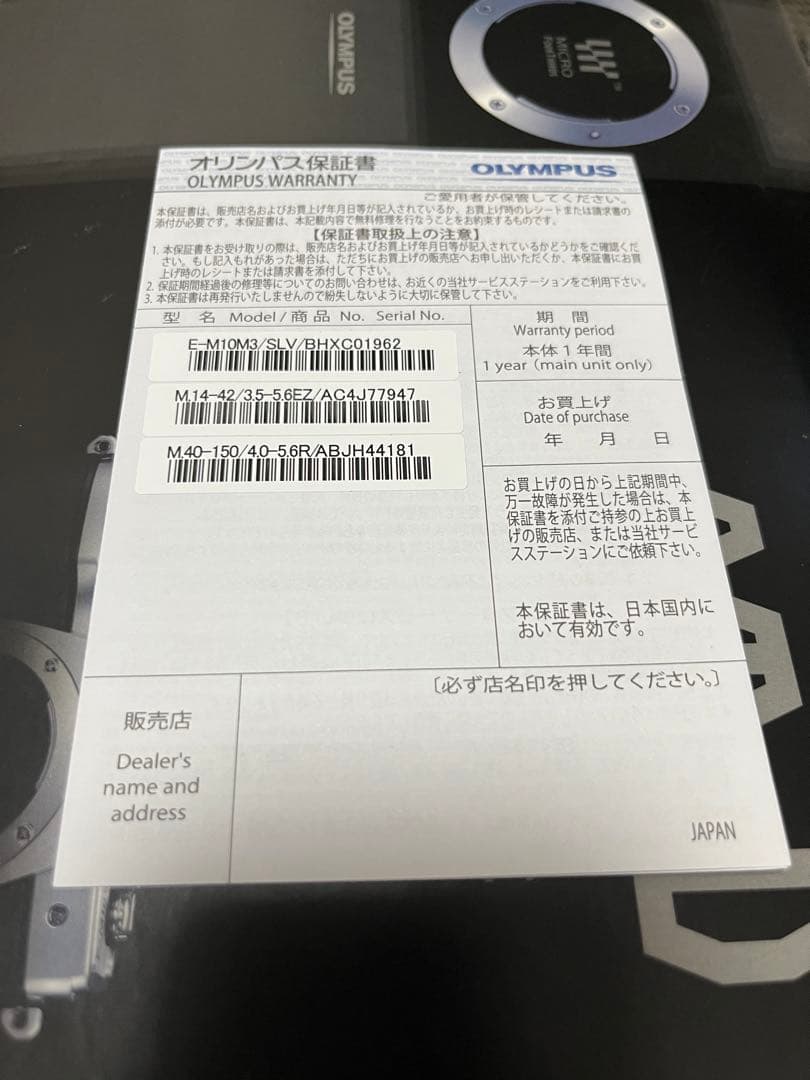 OLYMPUS
MICRO
FourThirds
オリンパス保証書
OLYMPUS WARRANTY
OLYMPUS
ご愛用者が保管してください。
本保証書は、販売店名およびお買上げ年月日等が記入されているか、お買上げ時のレシートまたは請求書の
添付が必要です。本保証書は、本記載内容で無料修理を行なうことをお約束するものです。
【保証書取扱上の注意】
1. 本保証書をお受け取りの際は、販売店名およびお買上げ年月日等が記入されているかどうかをご確認くだ
さい。もし記入もれがあった場合は、ただちにお買上げの販売店へお申し出いただくか、本保証書にお買
上げ時のレシートまたは請求書を添付して下さい。
2. 保証期間経過後の修理等についてのお問い合わせは、お近くの当社サービスステーションをご利用下さい。
3. 本保証書は再発行いたしませんので紛失しないように大切に保管して下さい。
型 名 Model / 商品 No. Serial No.
E-M10M3/SLV/BHXC01962
M.14-42/3.5-5.6EZ/AC4J77947
M.40-150/4.0-5.6R/ABJH44181
期 間
Warranty period
本体1年間
1 year (main unit only)
お買上げ
Date of purchase
年 月 日
お買上げの日から上記期間中、
万一故障が発生した場合は、本
保証書を添付ご持参の上お買上
げの販売店、または当社サービ
スステーションにご依頼下さい。
本保証書は、日本国内に
おいて有効です。
〔必ず店名印を押してください。〕
販売店
Dealer's
name and
address
JAPAN